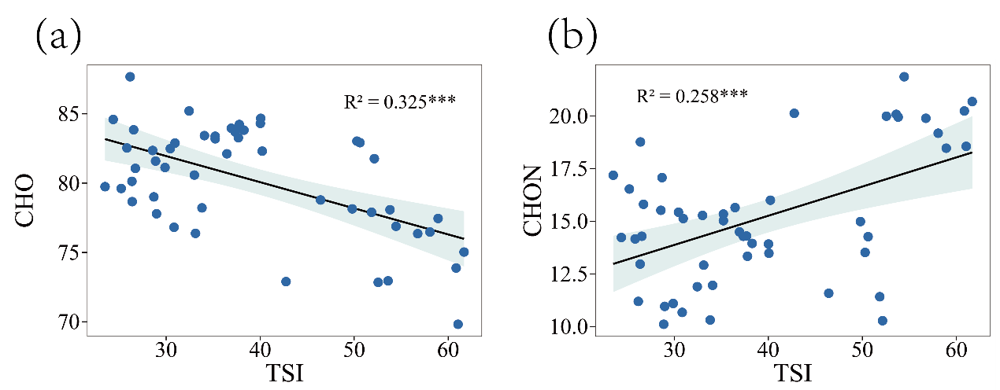 (a)
R² = 0.325***
CHO
85
80
75
70
30 40 50 60
TSI
(b)
R² = 0.258***
CHON
20.0
17.5
15.0
12.5
10.0
30 40 50 60
TSI